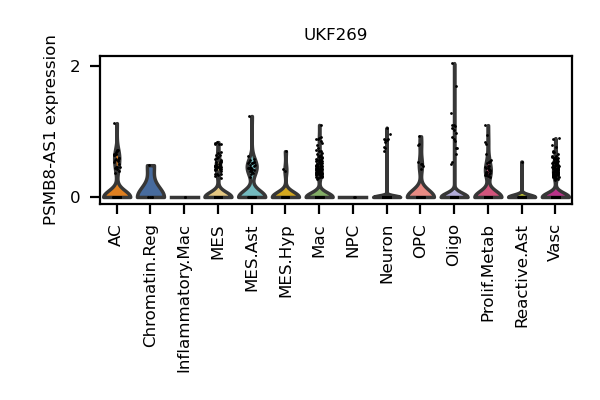 UKF269
PSMB8-AS1 expression
2
0
AC
Chromatin.Reg
Inflammatory.Mac
MES
MES.Ast
MES.Hyp
Mac
NPC
Neuron
OPC
Oligo
Prolif.Metab
Reactive.Ast
Vasc